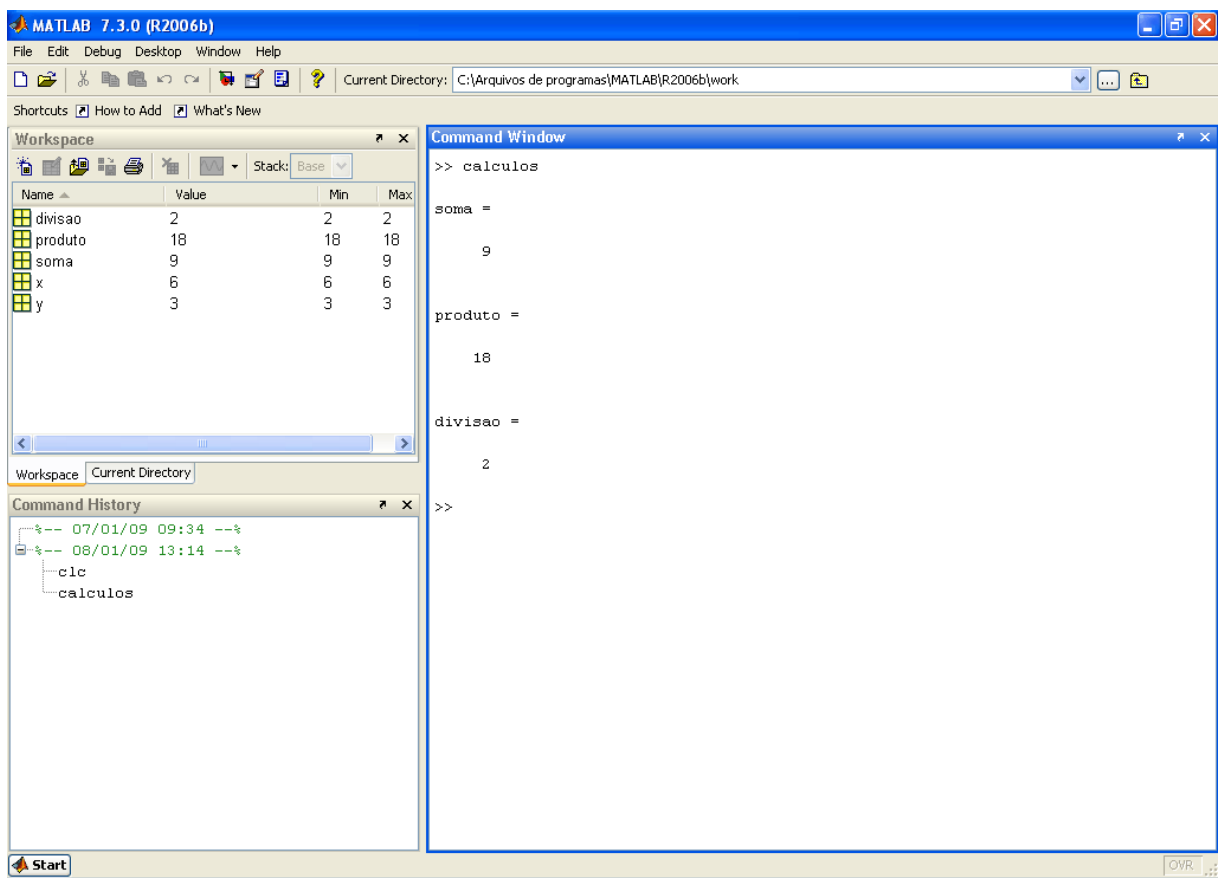 MATLAB 7.3.0 (R2006b)
File Edit Debug Desktop Window Help
Current Directory: C:\Arquivos de programas\MATLAB\R2006b\work
Shortcuts How to Add What's New
Workspace
Stack: Base
Name Value Min Max
divisao 2 2 2
produto 18 18 18
soma 9 9 9
x 6 6 6
y 3 3 3
Workspace Current Directory
Command History
%-- 07/01/09 09:34 --%
%-- 08/01/09 13:14 --%
clc
calculos
Command Window
>> calculos
soma =
9
produto =
18
divisao =
2
>>
Start
OVR